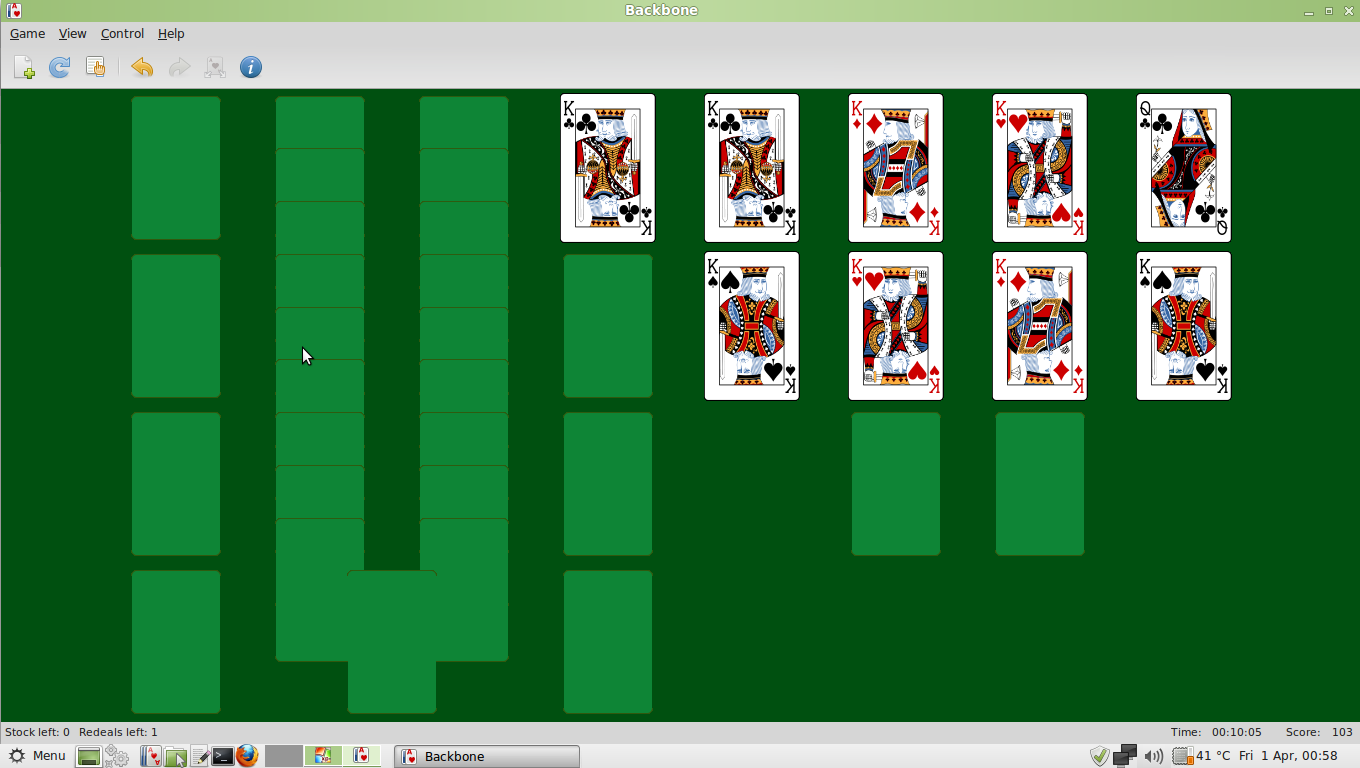 Backbone
Game View Control Help
K K K K Q
K K K K Q
K K K K
K K K K
Stock left: 0 Redeals left: 1 Time: 00:10:05 Score: 103
Menu Backbone 41 °C Fri 1 Apr, 00:58